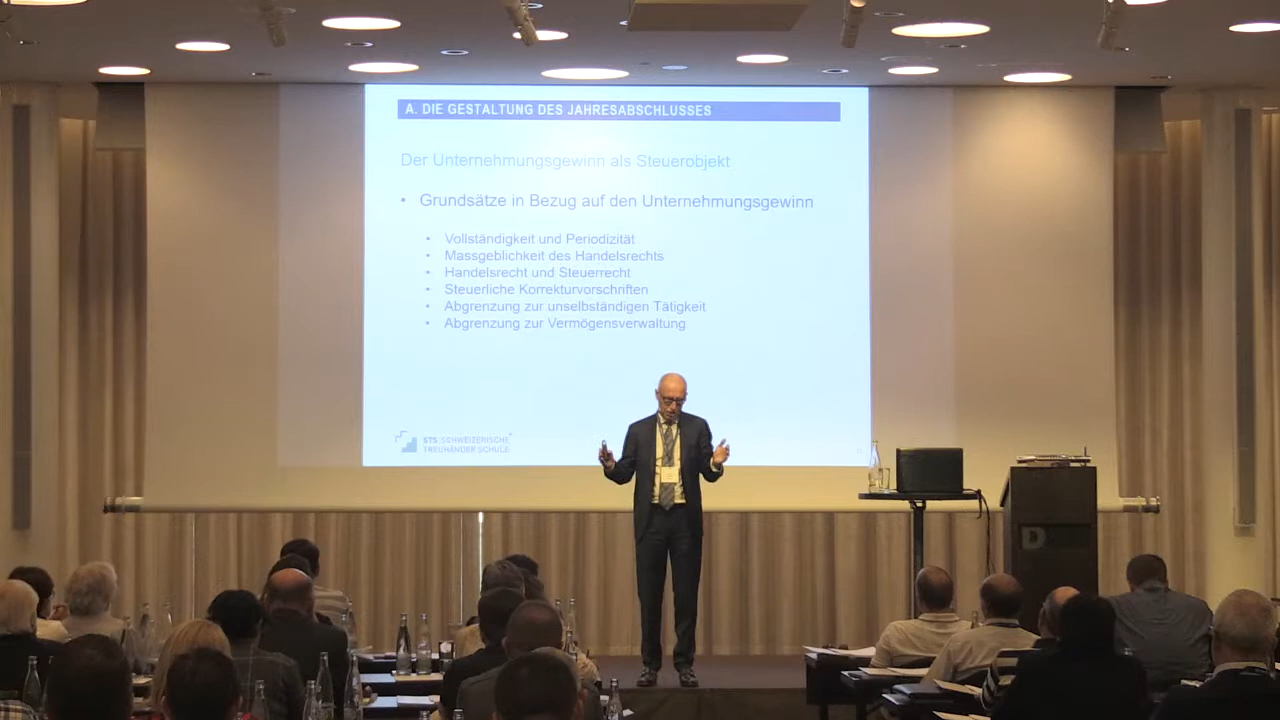 A. DIE GESTALTUNG DES JAHRESABSCHLUSSES
Der Unternehmungsgewinn als Steuerobjekt
• Grundsätze in Bezug auf den Unternehmungsgewinn
• Vollständigkeit und Periodizität
• Massgeblichkeit des Handelsrechts
• Handelsrecht und Steuerrecht
• Steuerliche Korrekturvorschriften
• Abgrenzung zur unselbständigen Tätigkeit
• Abgrenzung zur Vermögensverwaltung
STS SCHWEIZERISCHE
TREUHÄNDER SCHULE
D